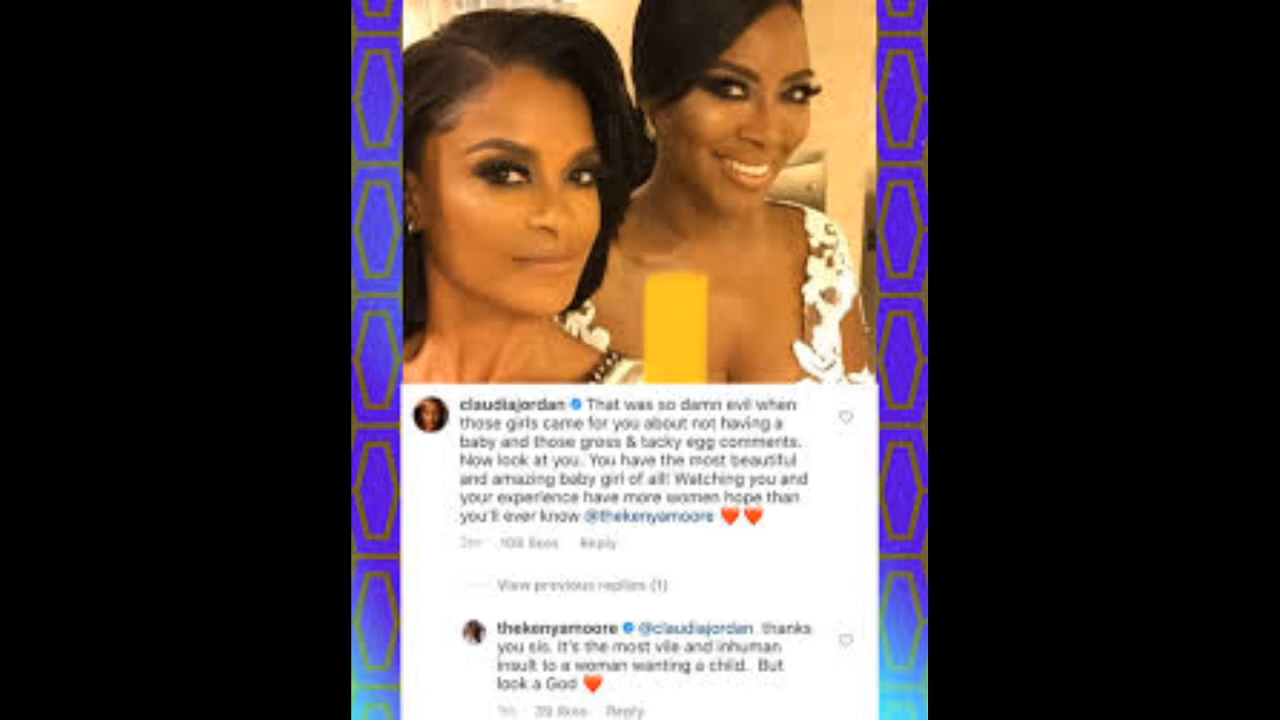 claudiajordan That was so damn evil when
those girls came for you about not having a
baby and those gross & tacky egg comments.
Now look at you. You have the most beautiful
and amazing baby girl of all! Watching you and
your experience have more women hope than
you'll ever know @thekenyamoore ❤️❤️
likes Reply
View previous replies (1)
thekenyamoore @claudiajordan thanks
you sis. It's the most vile and inhuman
insult to a woman wanting a child. But
look a God ❤️
39 likes Reply